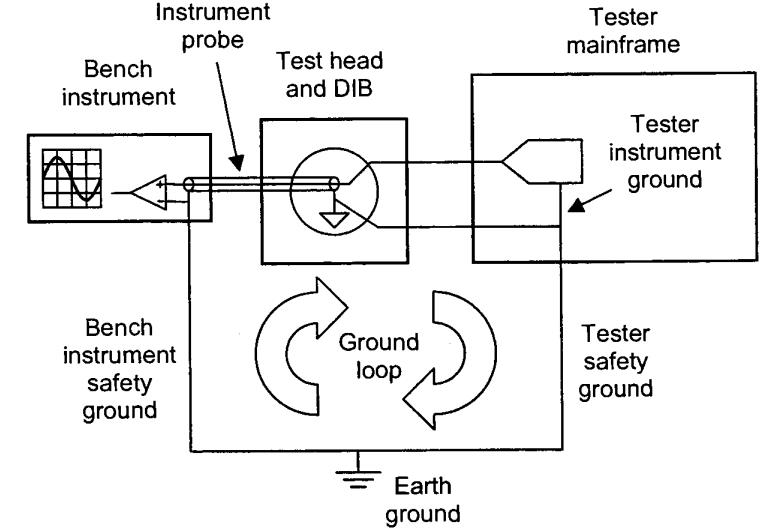 Instrument
probe
Bench
instrument
Test head
and DIB
Tester
mainframe
Tester
instrument
ground
Bench
instrument
safety
ground
Ground
loop
Tester
safety
ground
Earth
ground